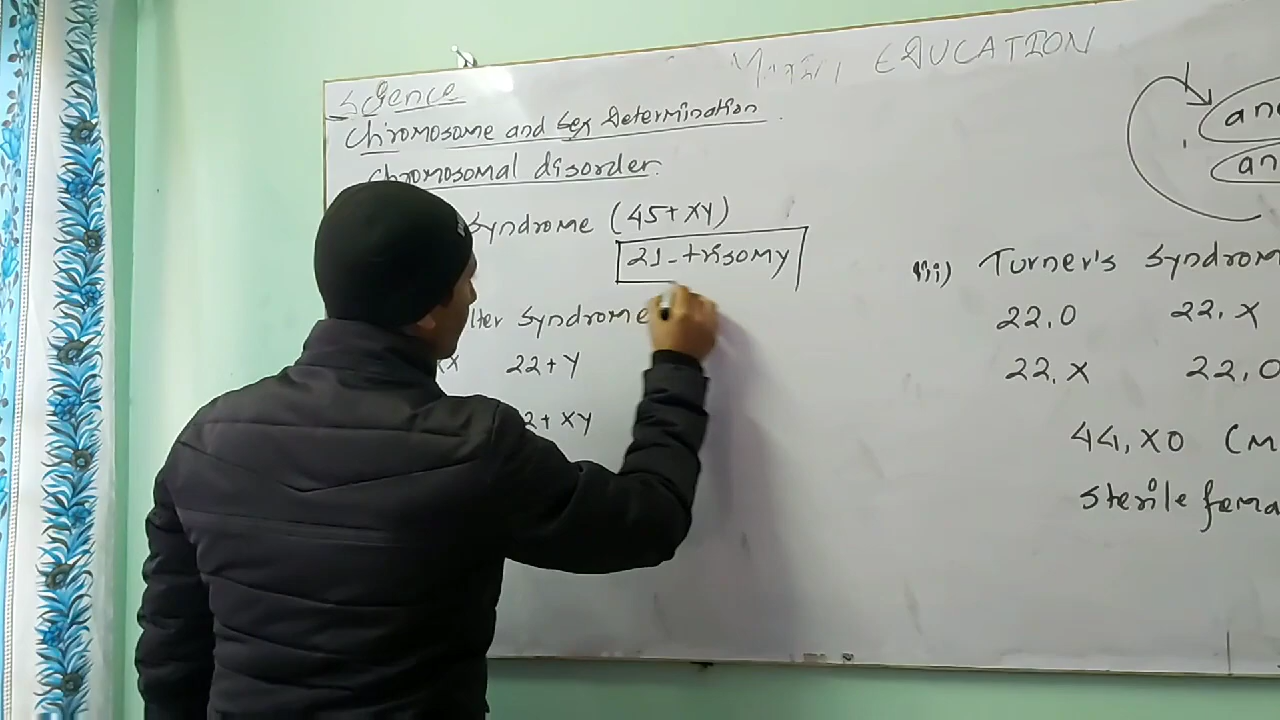 EDUCATION
Science
Chromosome and Sex Determination
Chromosomal disorder.
Syndrome (45+XY)
21-trisomy
lter Syndrome
22+Y
2+XY
an
an
iii) Turner's Syndrom
22,0 22,X
22,X 22,0
44,XO (M
sterile fema